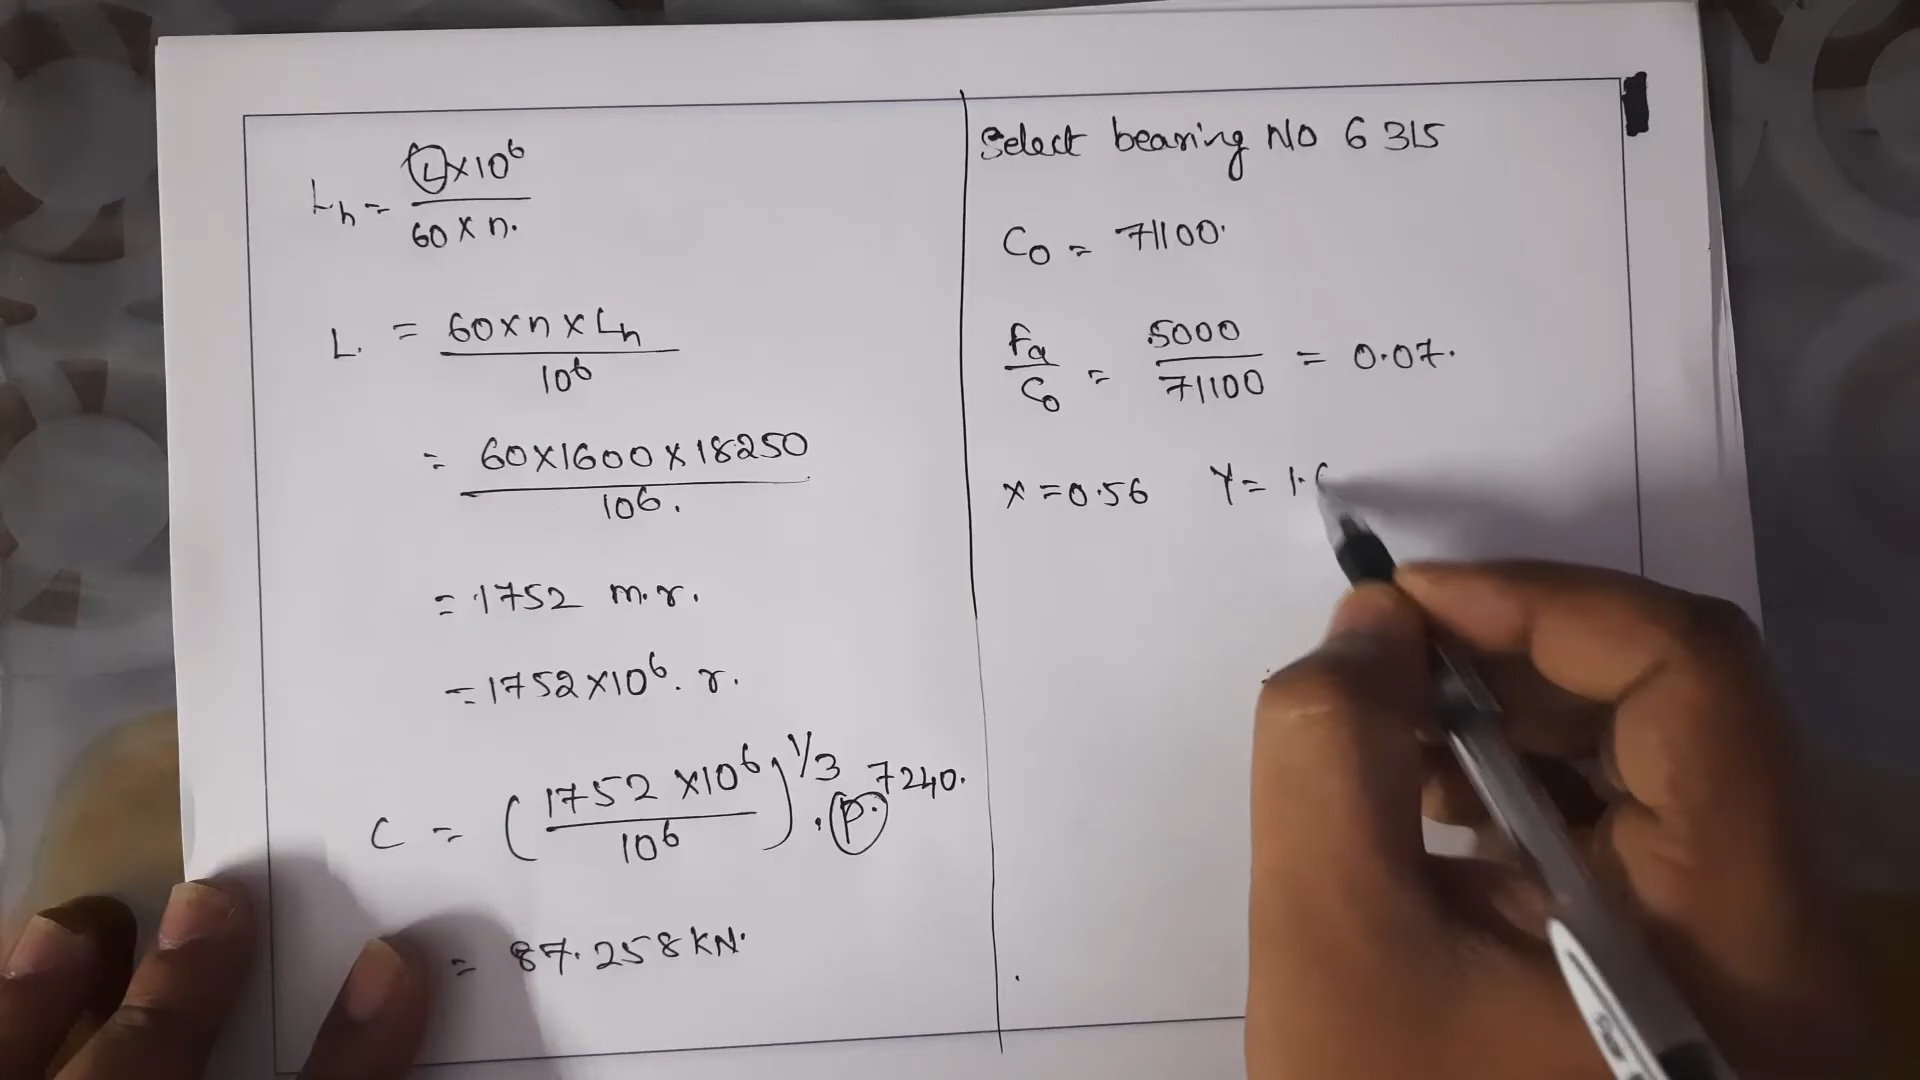 Lh = L×10⁶ / 60 × n.
L. = 60×n×Lh / 10⁶
= 60×1600×18250 / 10⁶.
= 1752 m.r.
= 1752×10⁶. r.
C = (1752×10⁶ / 10⁶)^1/3 . p. 7240.
= 87.258 KN.
Select bearing No 6315
Co = 71100.
Fa / Co = 5000 / 71100 = 0.07.
X = 0.56 Y = 1.